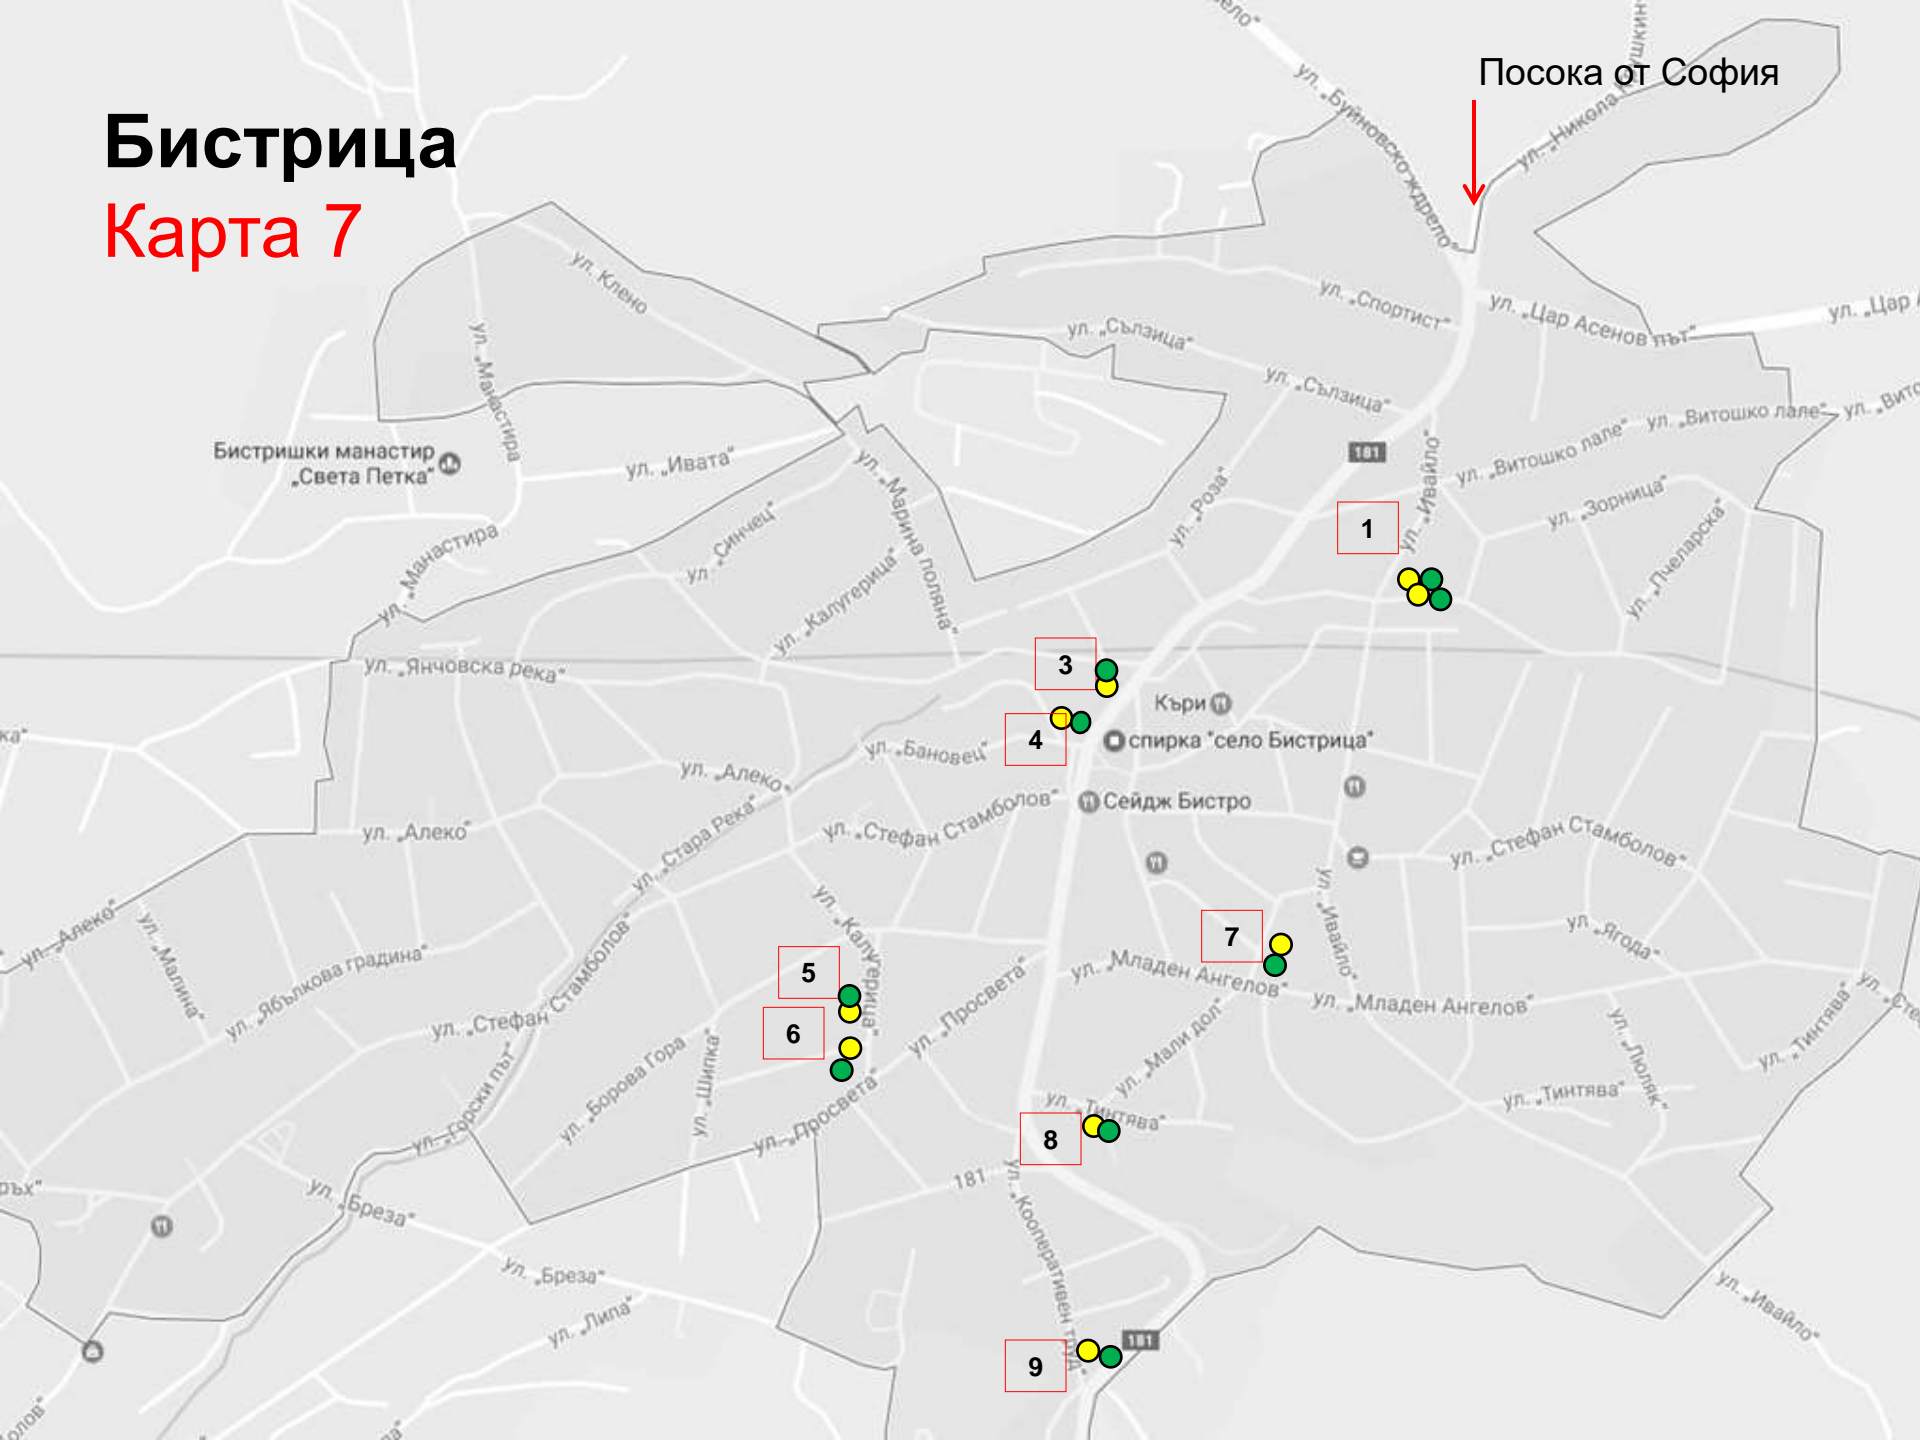 Посока от София
Бистрица
Карта 7
ул. „Буйновско ждрело“
ул. „Клено
ул. „Спортист“
ул. „Цар Асенов път“
ул. „Цар
ул. „Манастира
ул. „Сълзица“
ул. „Сълзица“
ул. „Витошко лале“
ул. „Витошко лале“
181
Бистришки манастир
„Света Петка“
ул. „Ивата“
ул. „Марина поляна“
ул. „Роза“
ул. „Ивайло“
ул. „Зорница“
ул. „Пчеларска“
1
ул. „Синчец“
ул. „Манастира
ул. „Калугерица“
ул. „Янчовска река“
3
Къри
4
спирка "село Бистрица"
ул. „Бановец“
ул. „Алеко“
ул. „Стара Река“
Сейдж Бистро
ул. „Стефан Стамболов“
ул. „Алеко“
ул. „Стефан Стамболов“
ул. „Алеко“
ул. „Малина“
ул. „Калугерица“
ул. „Ивайло“
7
ул. „Ягода“
ул. „Ябълкова градина“
5
ул. „Младен Ангелов“
ул. „Младен Ангелов“
ул. „Стефан Стамболов“
6
ул. „Просвета“
ул. „Мали дол“
ул. „Люляк“
ул. „Тинтява“
ул. „Борова Гора
ул. „Шипка“
ул. „Просвета“
ул. „Горски път“
ул. „Тинтява“
ул. „Тинтява“
8
181
ул. „Бреза“
ул. „Бреза“
ул. „Кооперативен труд“
ул. „Липа“
ул. „Ивайло“
181
9